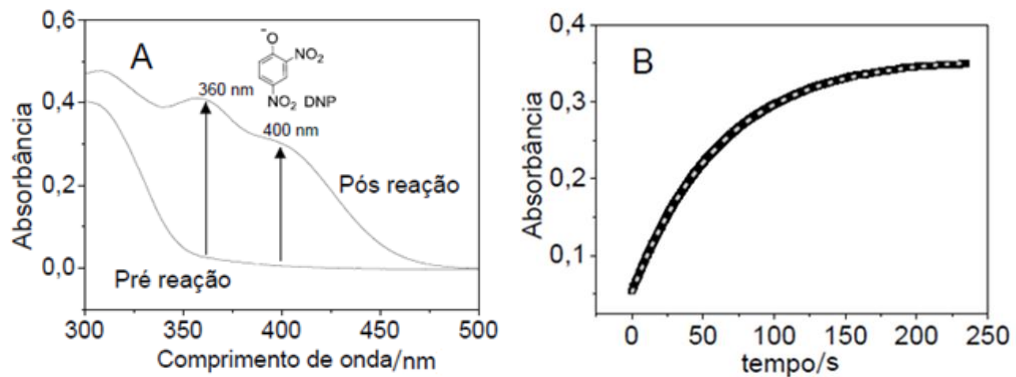 A
O⁻
NO₂
NO₂ DNP
360 nm
400 nm
Pós reação
Pré reação
Absorbância
0,6
0,4
0,2
0,0
300
350
400
450
500
Comprimento de onda/nm
B
Absorbância
0,4
0,3
0,2
0,1
0
50
100
150
200
250
tempo/s